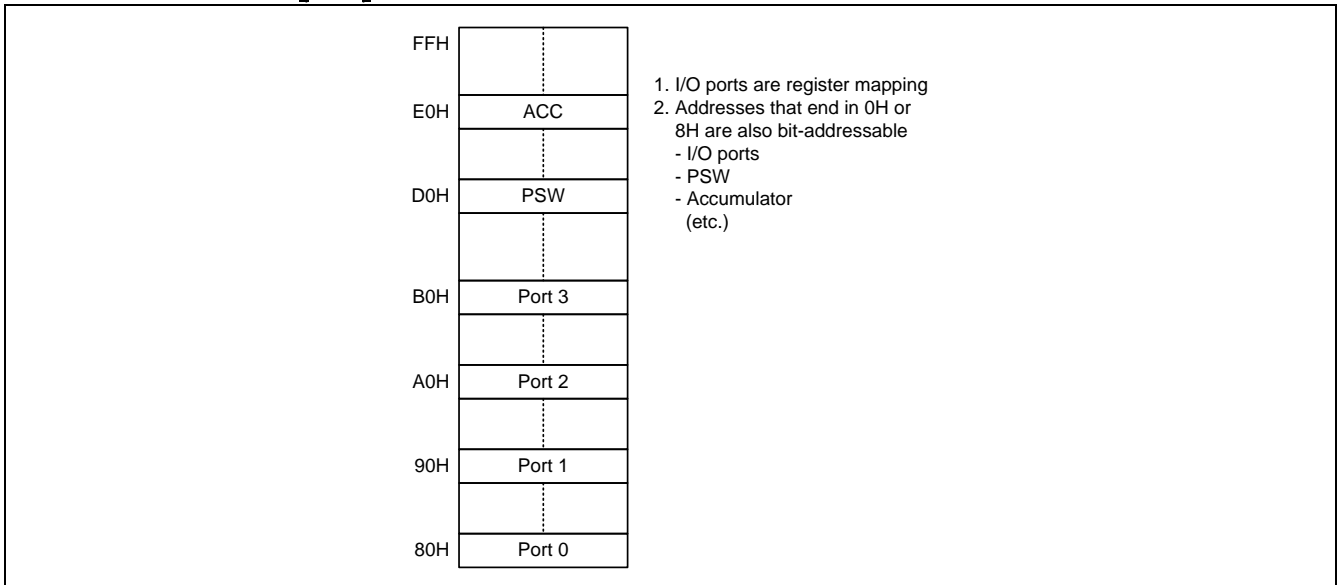 FFH
E0H ACC
D0H PSW
B0H Port 3
A0H Port 2
90H Port 1
80H Port 0
1. I/O ports are register mapping
2. Addresses that end in 0H or
8H are also bit-addressable
- I/O ports
- PSW
- Accumulator
(etc.)